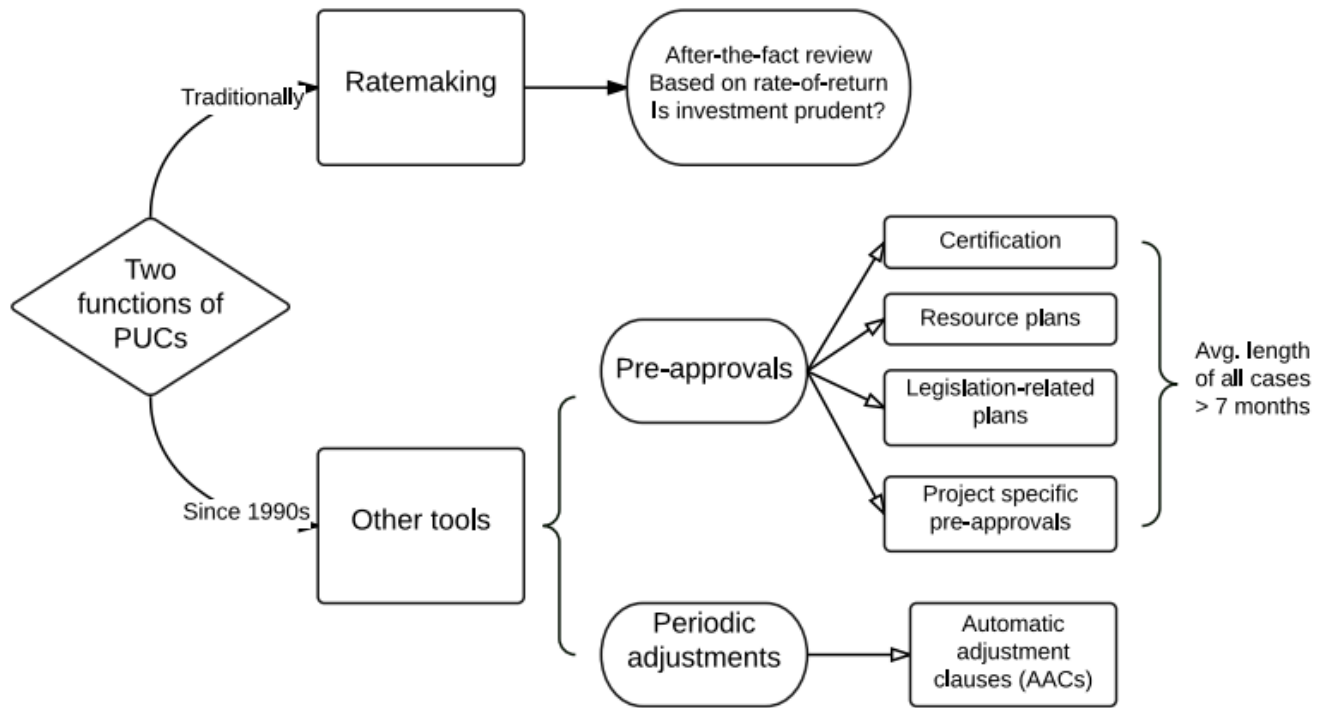 Traditionally
Ratemaking
After-the-fact review
Based on rate-of-return
Is investment prudent?
Two
functions of
PUCs
Since 1990s
Other tools
Pre-approvals
Certification
Resource plans
Legislation-related
plans
Project specific
pre-approvals
Avg. length
of all cases
> 7 months
Periodic
adjustments
Automatic
adjustment
clauses (AACs)